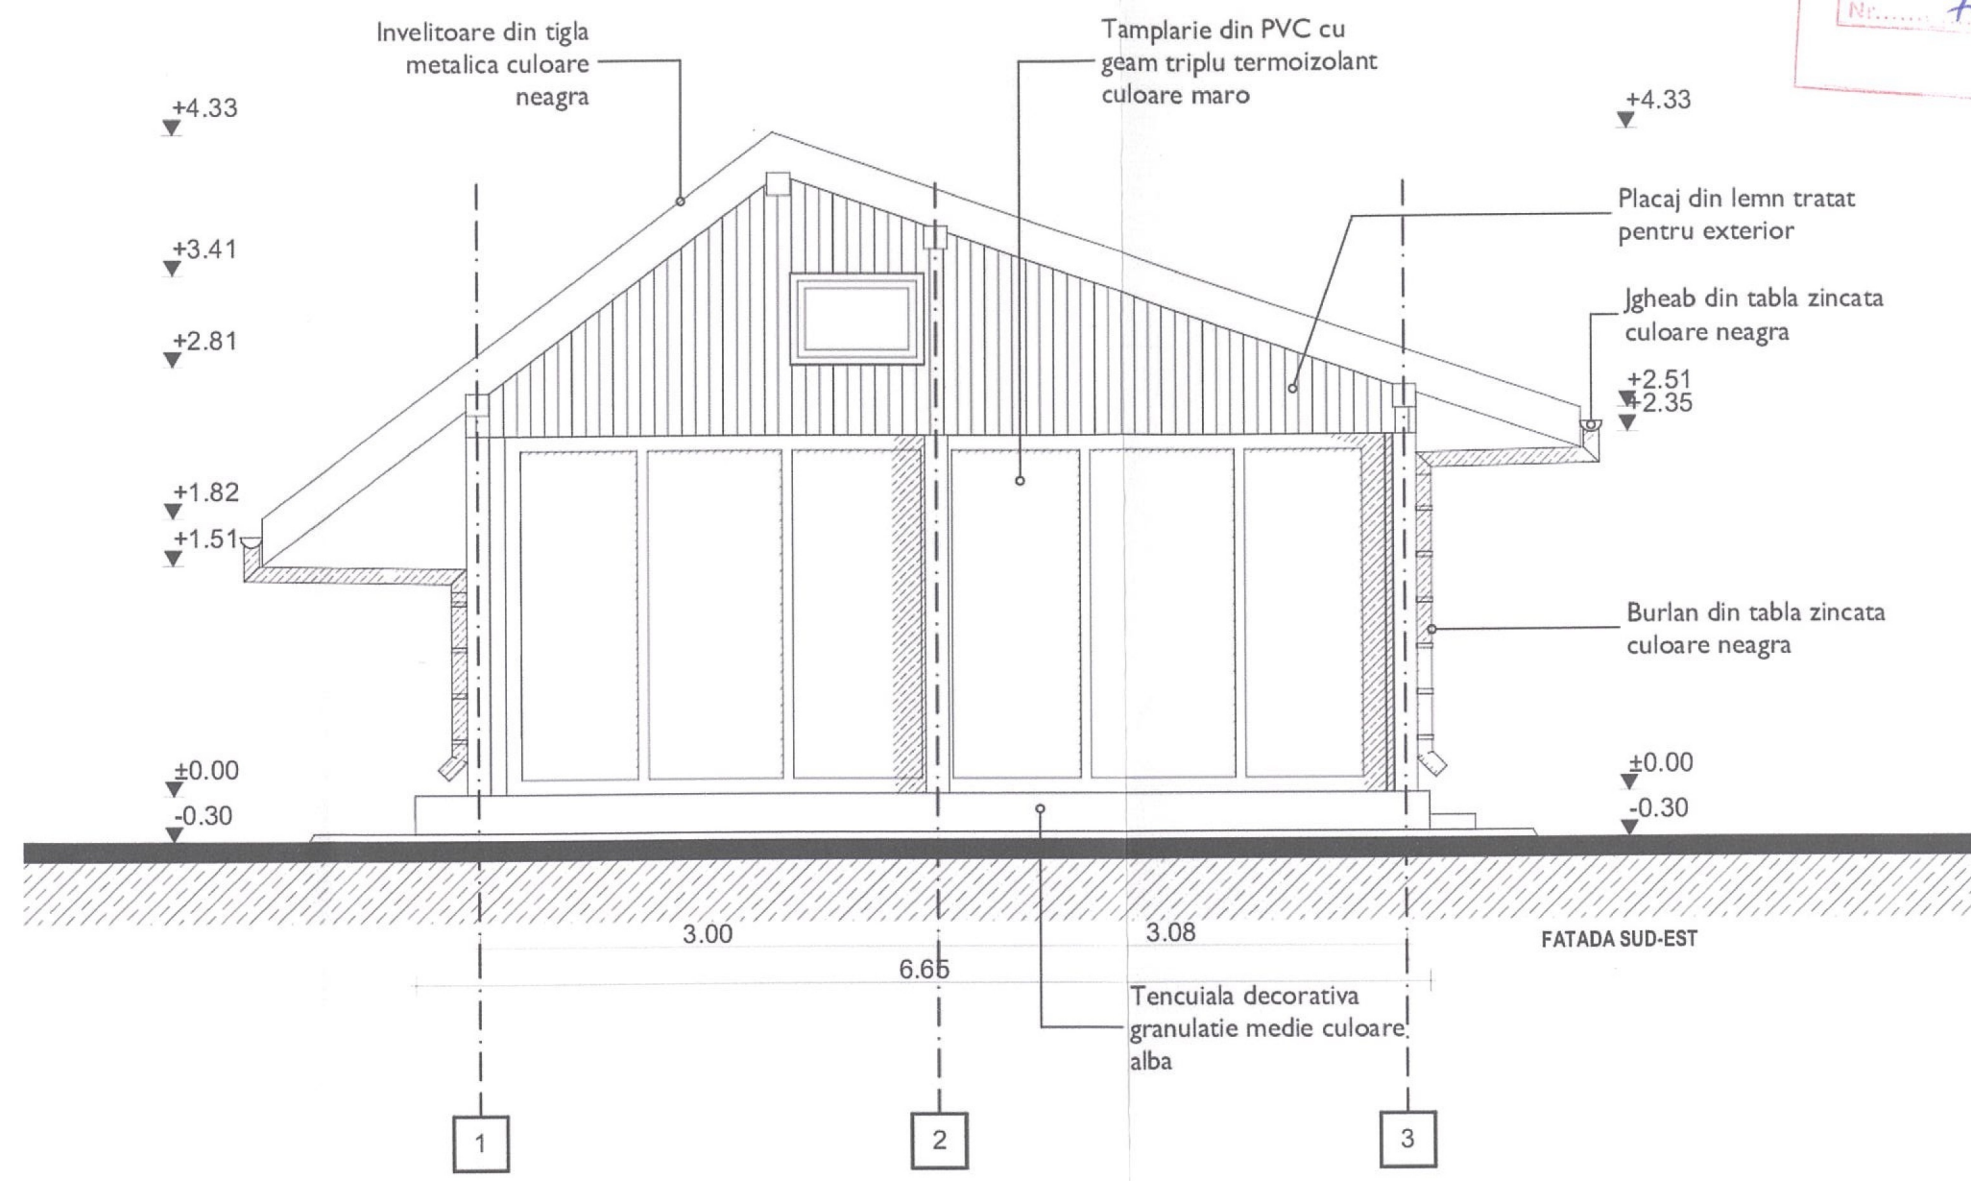 Nr.
Invelitoare din tigla
metalica culoare
neagra
Tamplarie din PVC cu
geam triplu termoizolant
culoare maro
+4.33
+4.33
Placaj din lemn tratat
pentru exterior
+3.41
Jgheab din tabla zincata
culoare neagra
+2.81
+2.51
+2.35
+1.82
+1.51
Burlan din tabla zincata
culoare neagra
±0.00
±0.00
-0.30
-0.30
3.00
3.08
FATADA SUD-EST
6.65
Tencuiala decorativa
granulatie medie culoare
alba
1
2
3